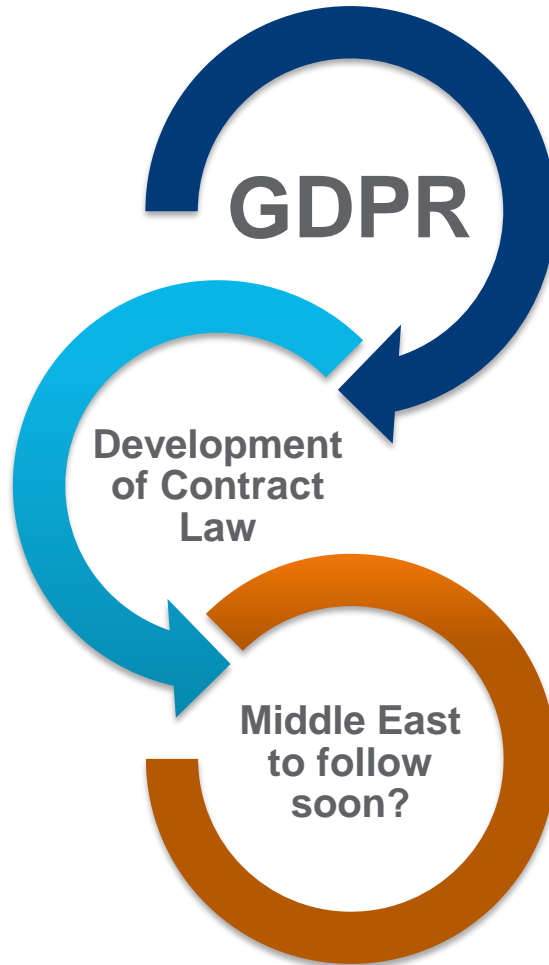 GDPR
Development
of Contract
Law
Middle East
to follow
soon?